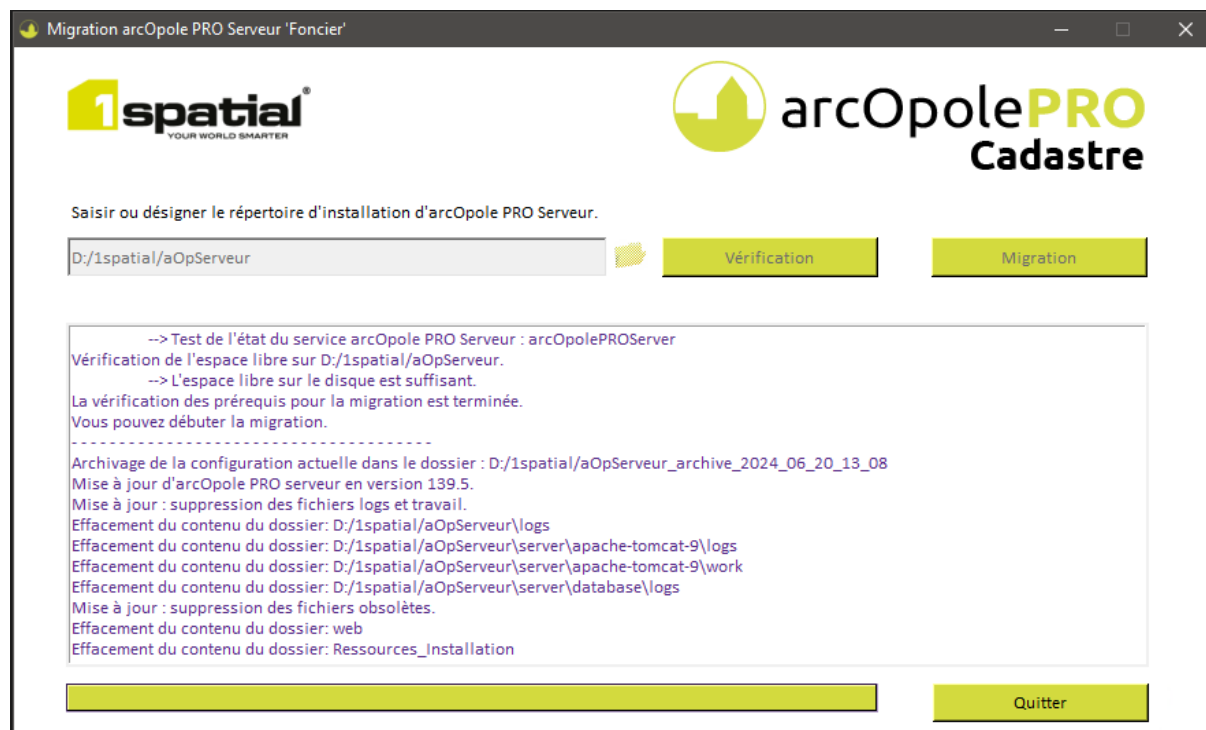 Migration arcOpole PRO Serveur 'Foncier'
1spatial®
YOUR WORLD SMARTER
arcOpolePRO
Cadastre
Saisir ou désigner le répertoire d'installation d'arcOpole PRO Serveur.
D:/1spatial/aOpServeur
Vérification
Migration
--> Test de l'état du service arcOpole PRO Serveur : arcOpolePROServer
Vérification de l'espace libre sur D:/1spatial/aOpServeur.
--> L'espace libre sur le disque est suffisant.
La vérification des prérequis pour la migration est terminée.
Vous pouvez débuter la migration.
- - - - - - - - - - - - - - - - - - - - - - - - - - - - - - - - - - - - - -
Archivage de la configuration actuelle dans le dossier : D:/1spatial/aOpServeur_archive_2024_06_20_13_08
Mise à jour d'arcOpole PRO serveur en version 139.5.
Mise à jour : suppression des fichiers logs et travail.
Effacement du contenu du dossier: D:/1spatial/aOpServeur\logs
Effacement du contenu du dossier: D:/1spatial/aOpServeur\server\apache-tomcat-9\logs
Effacement du contenu du dossier: D:/1spatial/aOpServeur\server\apache-tomcat-9\work
Effacement du contenu du dossier: D:/1spatial/aOpServeur\server\database\logs
Mise à jour : suppression des fichiers obsolètes.
Effacement du contenu du dossier: web
Effacement du contenu du dossier: Ressources_Installation
Quitter